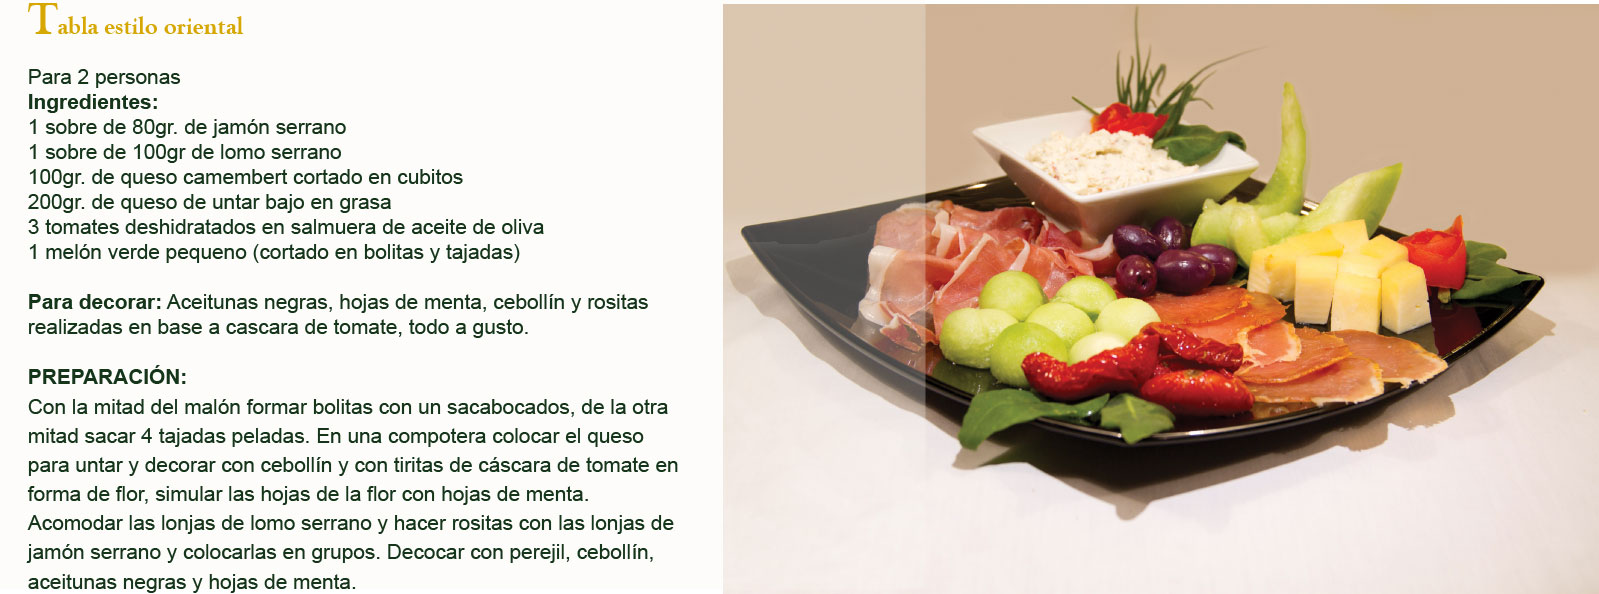 Tabla estilo oriental
Para 2 personas
Ingredientes:
1 sobre de 80gr. de jamón serrano
1 sobre de 100gr de lomo serrano
100gr. de queso camembert cortado en cubitos
200gr. de queso de untar bajo en grasa
3 tomates deshidratados en salmuera de aceite de oliva
1 melón verde pequeno (cortado en bolitas y tajadas)
Para decorar: Aceitunas negras, hojas de menta, cebollín y rositas
realizadas en base a cascara de tomate, todo a gusto.
PREPARACIÓN:
Con la mitad del malón formar bolitas con un sacabocados, de la otra
mitad sacar 4 tajadas peladas. En una compotera colocar el queso
para untar y decorar con cebollín y con tiritas de cáscara de tomate en
forma de flor, simular las hojas de la flor con hojas de menta.
Acomodar las lonjas de lomo serrano y hacer rositas con las lonjas de
jamón serrano y colocarlas en grupos. Decocar con perejil, cebollín,
aceitunas negras y hojas de menta.